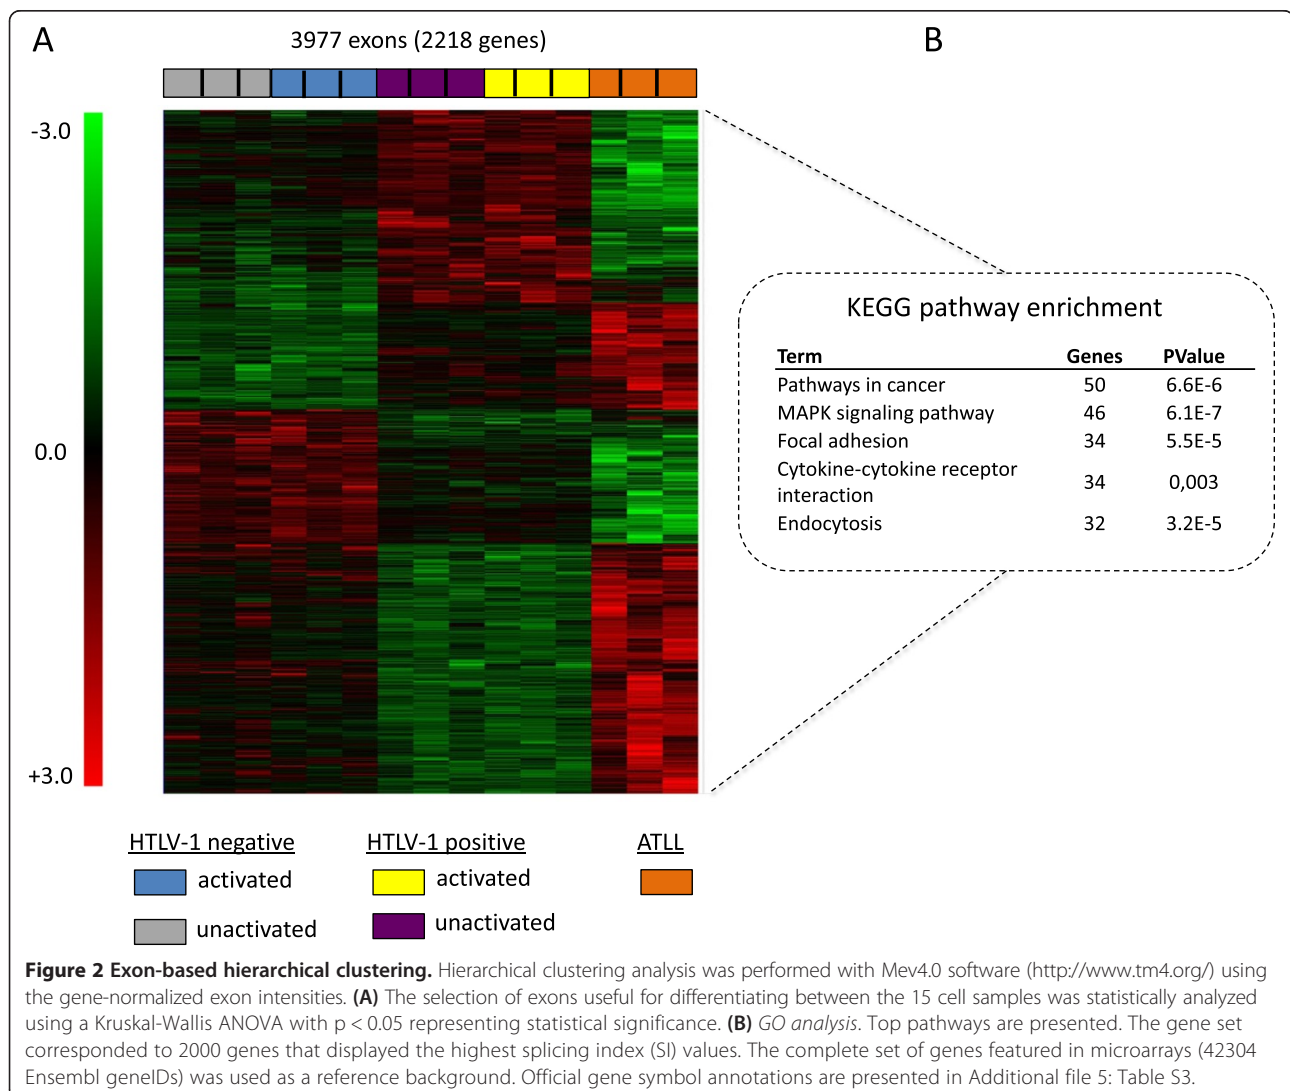 A
B
3977 exons (2218 genes)
-3.0
0.0
+3.0
KEGG pathway enrichment
Term Genes PValue
Pathways in cancer 50 6.6E-6
MAPK signaling pathway 46 6.1E-7
Focal adhesion 34 5.5E-5
Cytokine-cytokine receptor
interaction 34 0,003
Endocytosis 32 3.2E-5
HTLV-1 negative
activated
unactivated
HTLV-1 positive
activated
unactivated
ATLL
Figure 2 Exon-based hierarchical clustering. Hierarchical clustering analysis was performed with Mev4.0 software (http://www.tm4.org/) using
the gene-normalized exon intensities. (A) The selection of exons useful for differentiating between the 15 cell samples was statistically analyzed
using a Kruskal-Wallis ANOVA with p < 0.05 representing statistical significance. (B) GO analysis. Top pathways are presented. The gene set
corresponded to 2000 genes that displayed the highest splicing index (SI) values. The complete set of genes featured in microarrays (42304
Ensembl geneIDs) was used as a reference background. Official gene symbol annotations are presented in Additional file 5: Table S3.